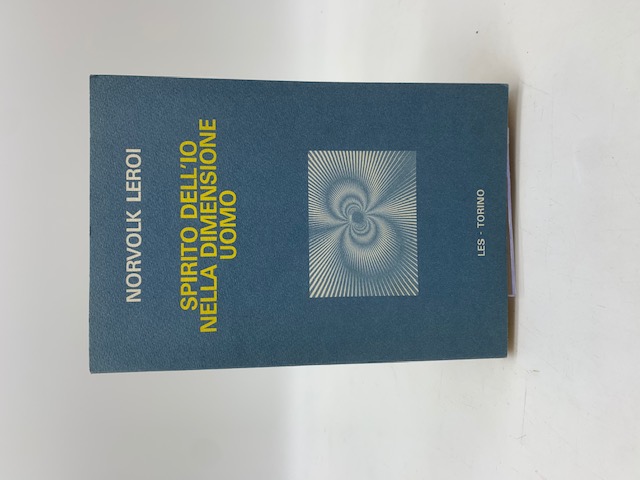 NORVOLK LEROI
SPIRITO DELL'IO
NELLA DIMENSIONE
UOMO
LES - TORINO